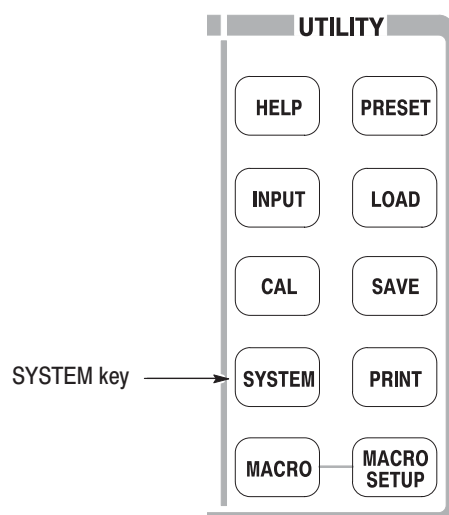 UTILITY
HELP PRESET
INPUT LOAD
CAL SAVE
SYSTEM key SYSTEM PRINT
MACRO MACRO
SETUP